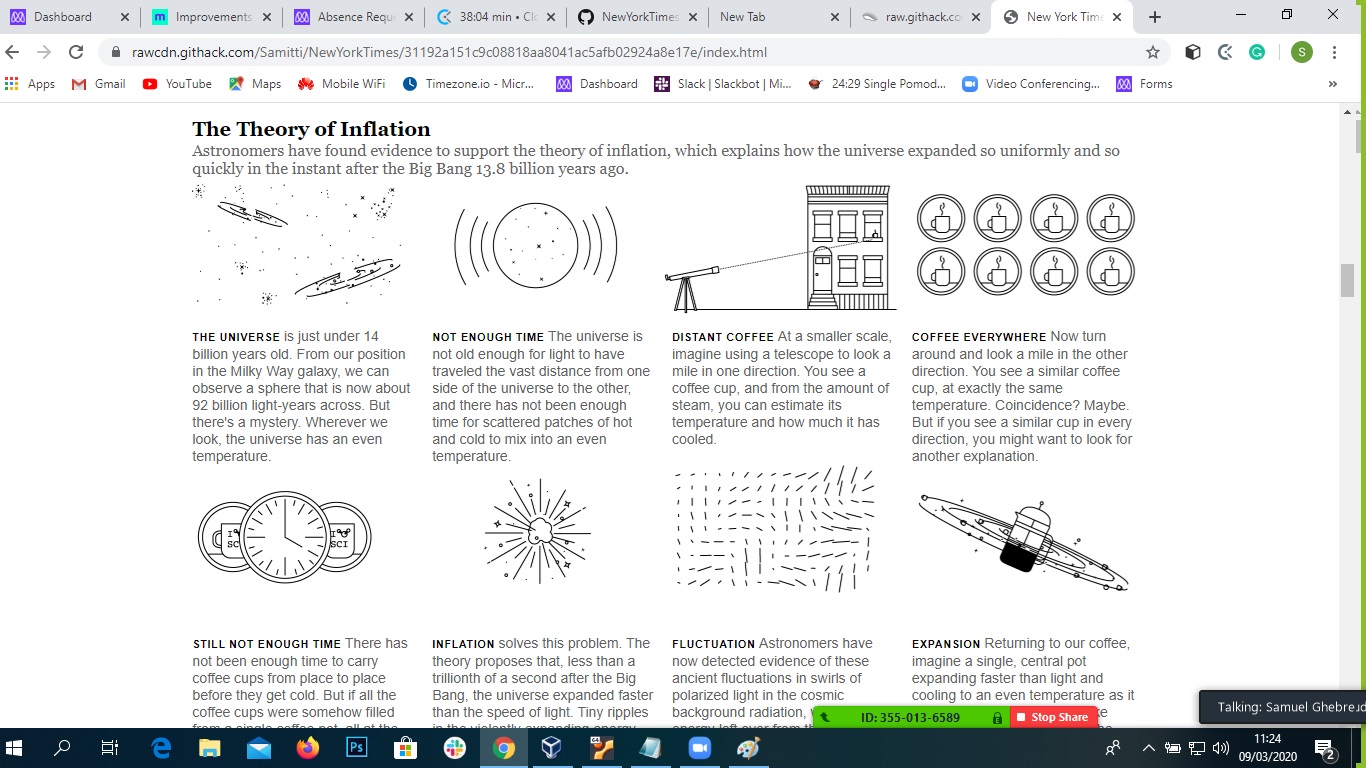 Dashboard
Improvements
Absence Requ
38:04 min • Clo
NewYorkTimes
New Tab
raw.githack.co
New York Time
rawcdn.githack.com/Samitti/NewYorkTimes/31192a151c9c08818aa8041ac5afb02924a8e17e/index.html
S
Apps
Gmail
YouTube
Maps
Mobile WiFi
Timezone.io - Micr...
Dashboard
Slack | Slackbot | Mi...
24:29 Single Pomod...
Video Conferencing...
Forms
»
The Theory of Inflation
Astronomers have found evidence to support the theory of inflation, which explains how the universe expanded so uniformly and so
quickly in the instant after the Big Bang 13.8 billion years ago.
THE UNIVERSE is just under 14
billion years old. From our position
in the Milky Way galaxy, we can
observe a sphere that is now about
92 billion light-years across. But
there's a mystery. Wherever we
look, the universe has an even
temperature.
NOT ENOUGH TIME The universe is
not old enough for light to have
traveled the vast distance from one
side of the universe to the other,
and there has not been enough
time for scattered patches of hot
and cold to mix into an even
temperature.
DISTANT COFFEE At a smaller scale,
imagine using a telescope to look a
mile in one direction. You see a
coffee cup, and from the amount of
steam, you can estimate its
temperature and how much it has
cooled.
COFFEE EVERYWHERE Now turn
around and look a mile in the other
direction. You see a similar coffee
cup, at exactly the same
temperature. Coincidence? Maybe.
But if you see a similar cup in every
direction, you might want to look for
another explanation.
I
SC
I
SCI
STILL NOT ENOUGH TIME There has
not been enough time to carry
coffee cups from place to place
before they get cold. But if all the
coffee cups were somehow filled
INFLATION solves this problem. The
theory proposes that, less than a
trillionth of a second after the Big
Bang, the universe expanded faster
than the speed of light. Tiny ripples
FLUCTUATION Astronomers have
now detected evidence of these
ancient fluctuations in swirls of
polarized light in the cosmic
background radiation,
EXPANSION Returning to our coffee,
imagine a single, central pot
expanding faster than light and
cooling to an even temperature as it
Talking: Samuel Ghebre
ID: 355-013-6589
Stop Share
Ps
64
11:24
09/03/2020
2